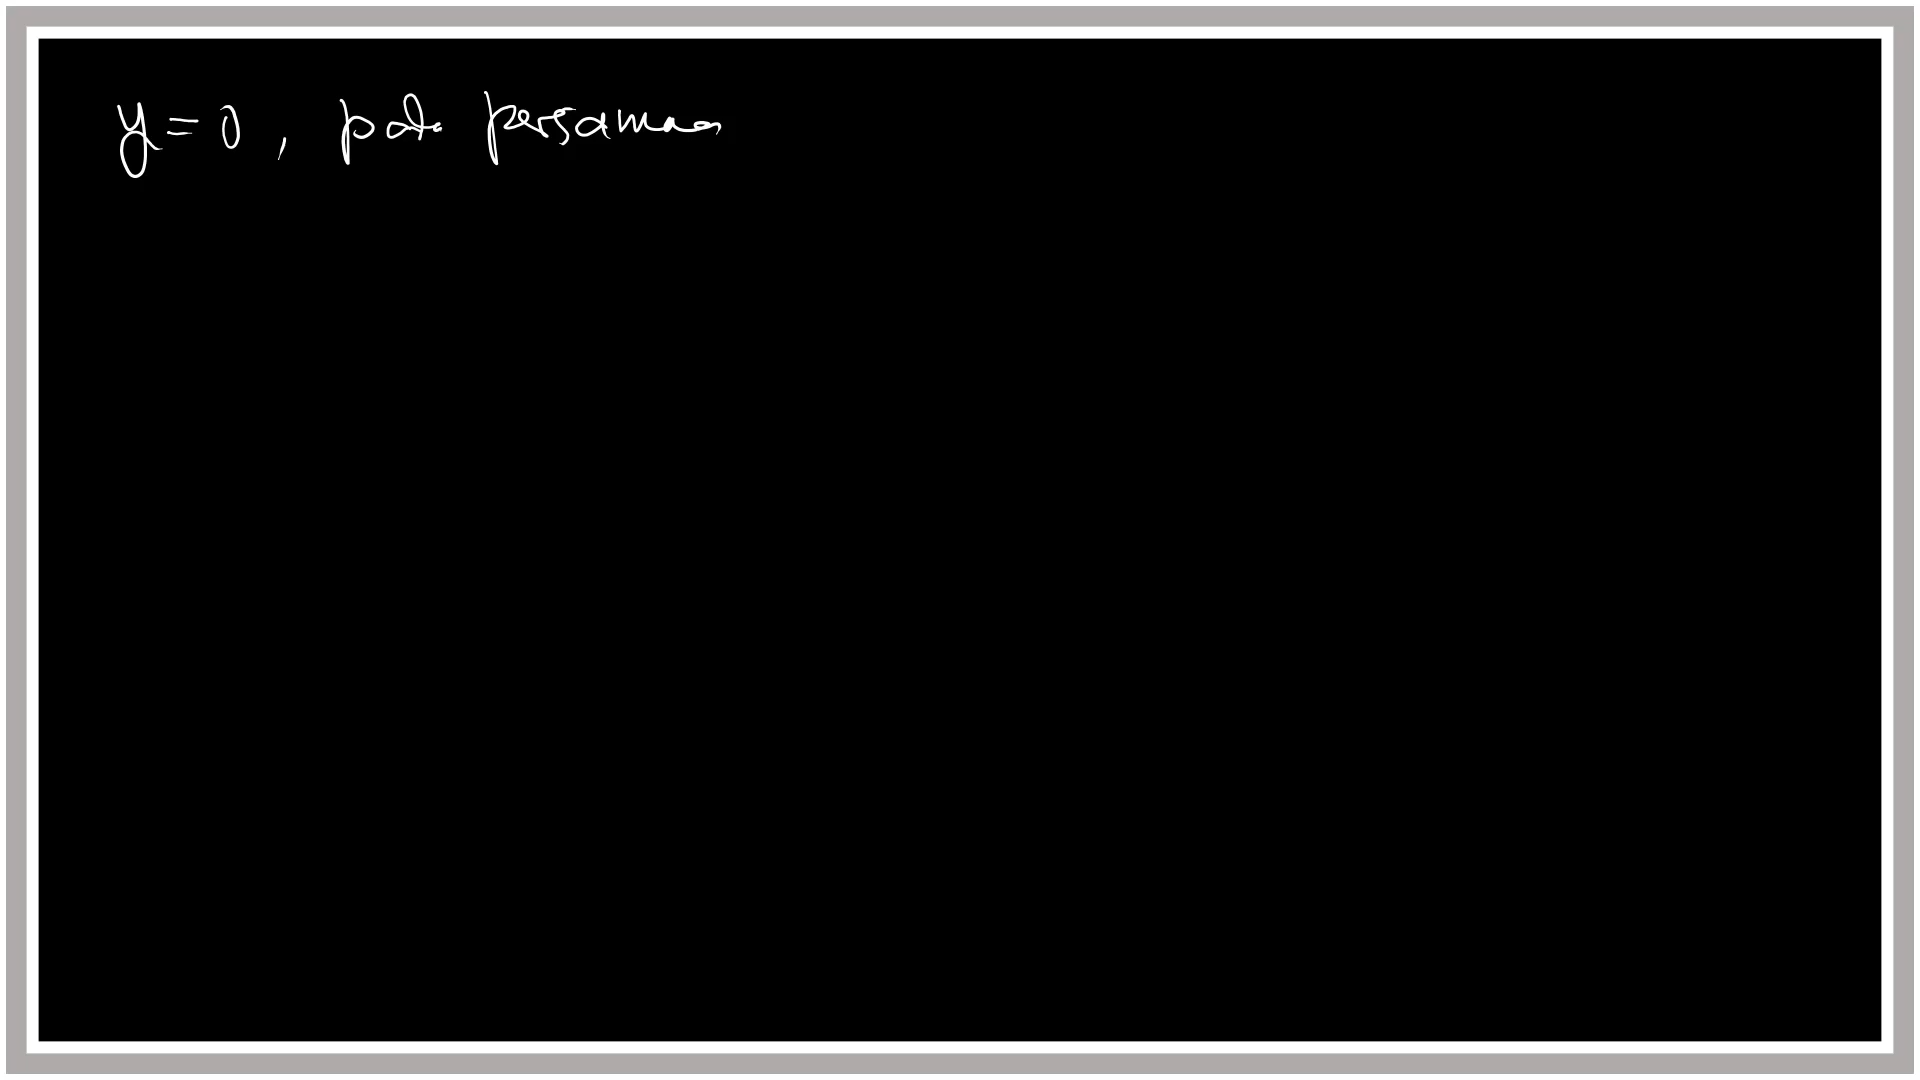 y = 0 , pada persamaan